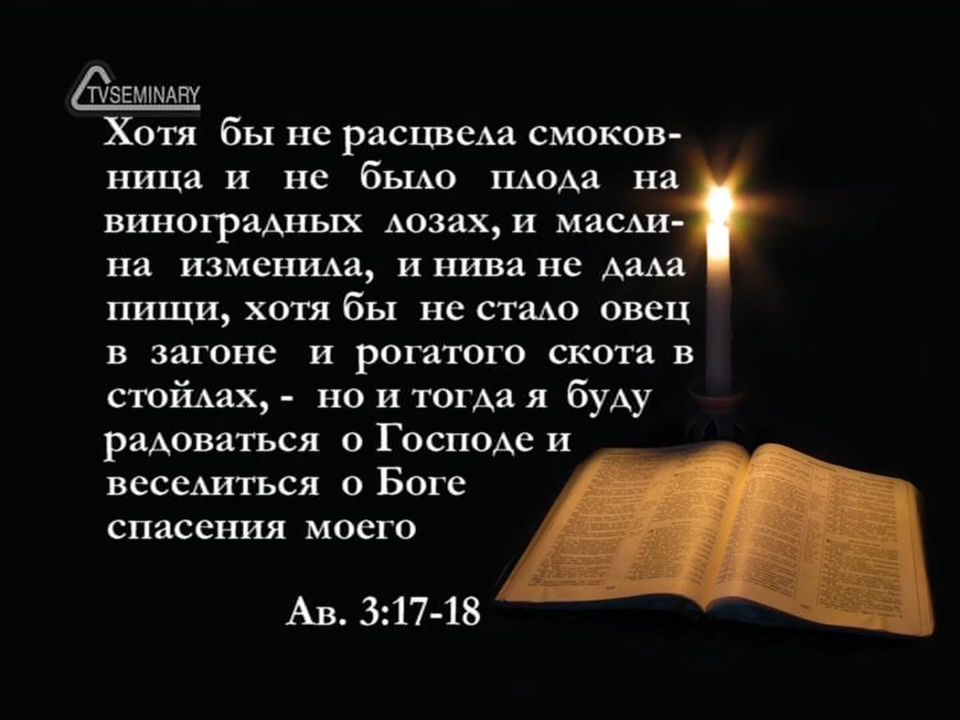 TVSEMINARY
Хотя бы не расцвела смоков-
ница и не было плода на
виноградных лозах, и масли-
на изменила, и нива не дала
пищи, хотя бы не стало овец
в загоне и рогатого скота в
стойлах, - но и тогда я буду
радоваться о Господе и
веселиться о Боге
спасения моего
Ав. 3:17-18